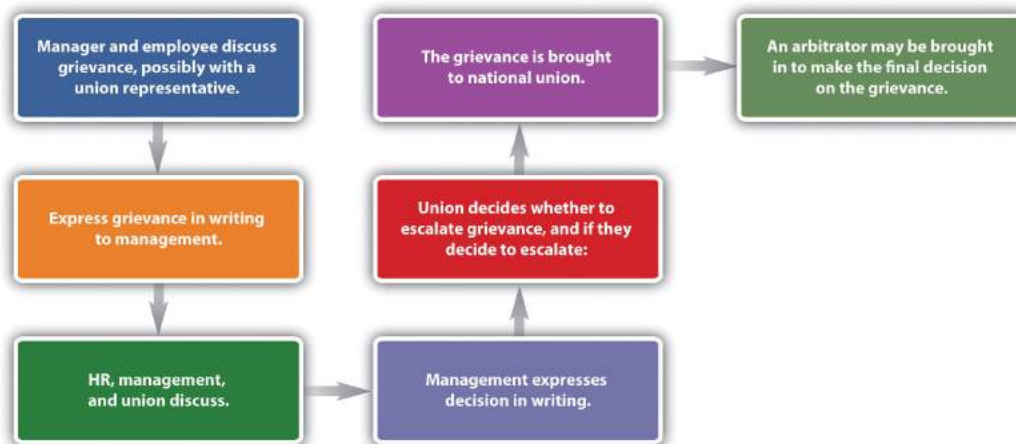 Manager and employee discuss
grievance, possibly with a
union representative.
Express grievance in writing
to management.
HR, management,
and union discuss.
Management expresses
decision in writing.
Union decides whether to
escalate grievance, and if they
decide to escalate:
The grievance is brought
to national union.
An arbitrator may be brought
in to make the final decision
on the grievance.